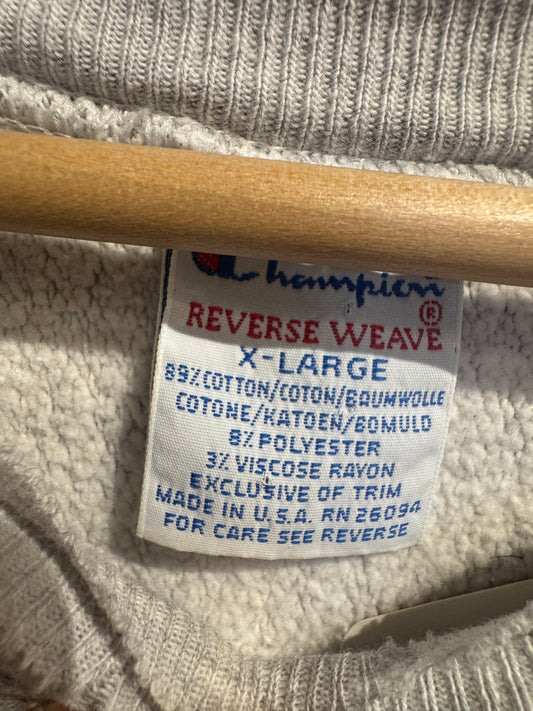 Champion
REVERSE WEAVE ®
X-LARGE
89% COTTON/COTON/BAUMWOLLE
COTONE/KATOEN/BOMULD
8% POLYESTER
3% VISCOSE RAYON
EXCLUSIVE OF TRIM
MADE IN U.S.A. RN 26094
FOR CARE SEE REVERSE